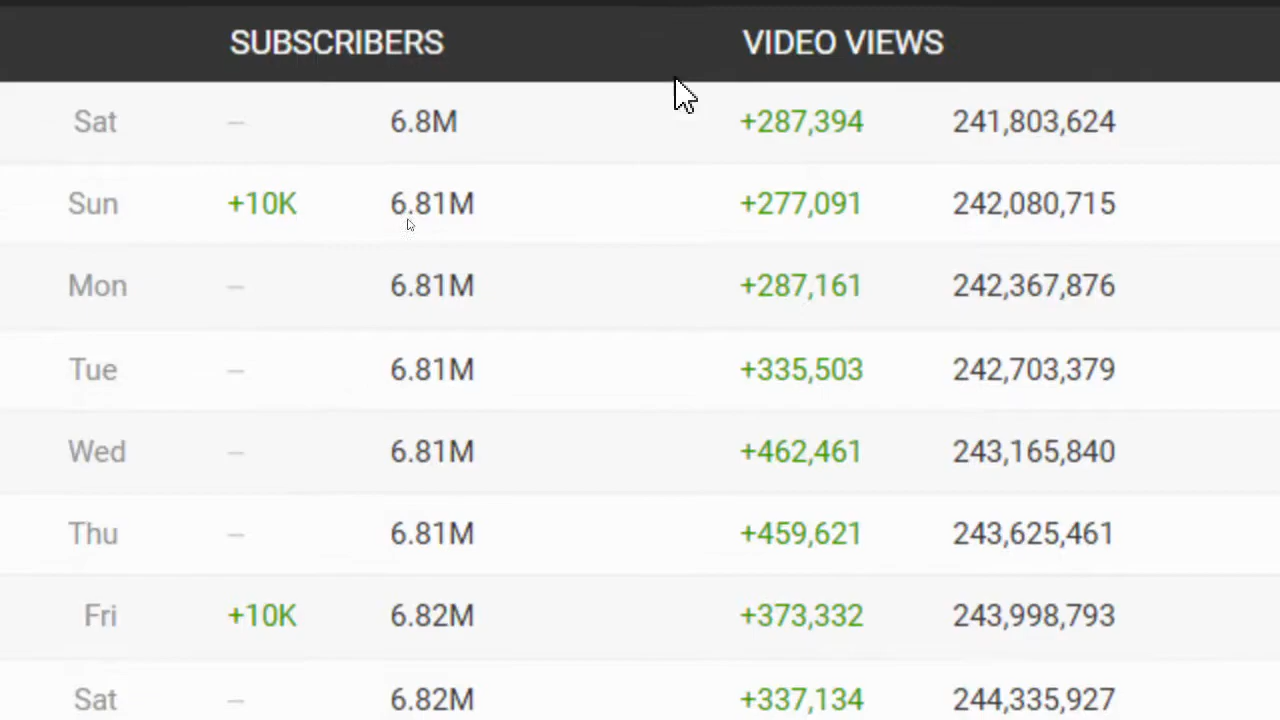 SUBSCRIBERS VIDEO VIEWS
Sat – 6.8M +287,394 241,803,624
Sun +10K 6.81M +277,091 242,080,715
Mon – 6.81M +287,161 242,367,876
Tue – 6.81M +335,503 242,703,379
Wed – 6.81M +462,461 243,165,840
Thu – 6.81M +459,621 243,625,461
Fri +10K 6.82M +373,332 243,998,793
Sat – 6.82M +337,134 244,335,927